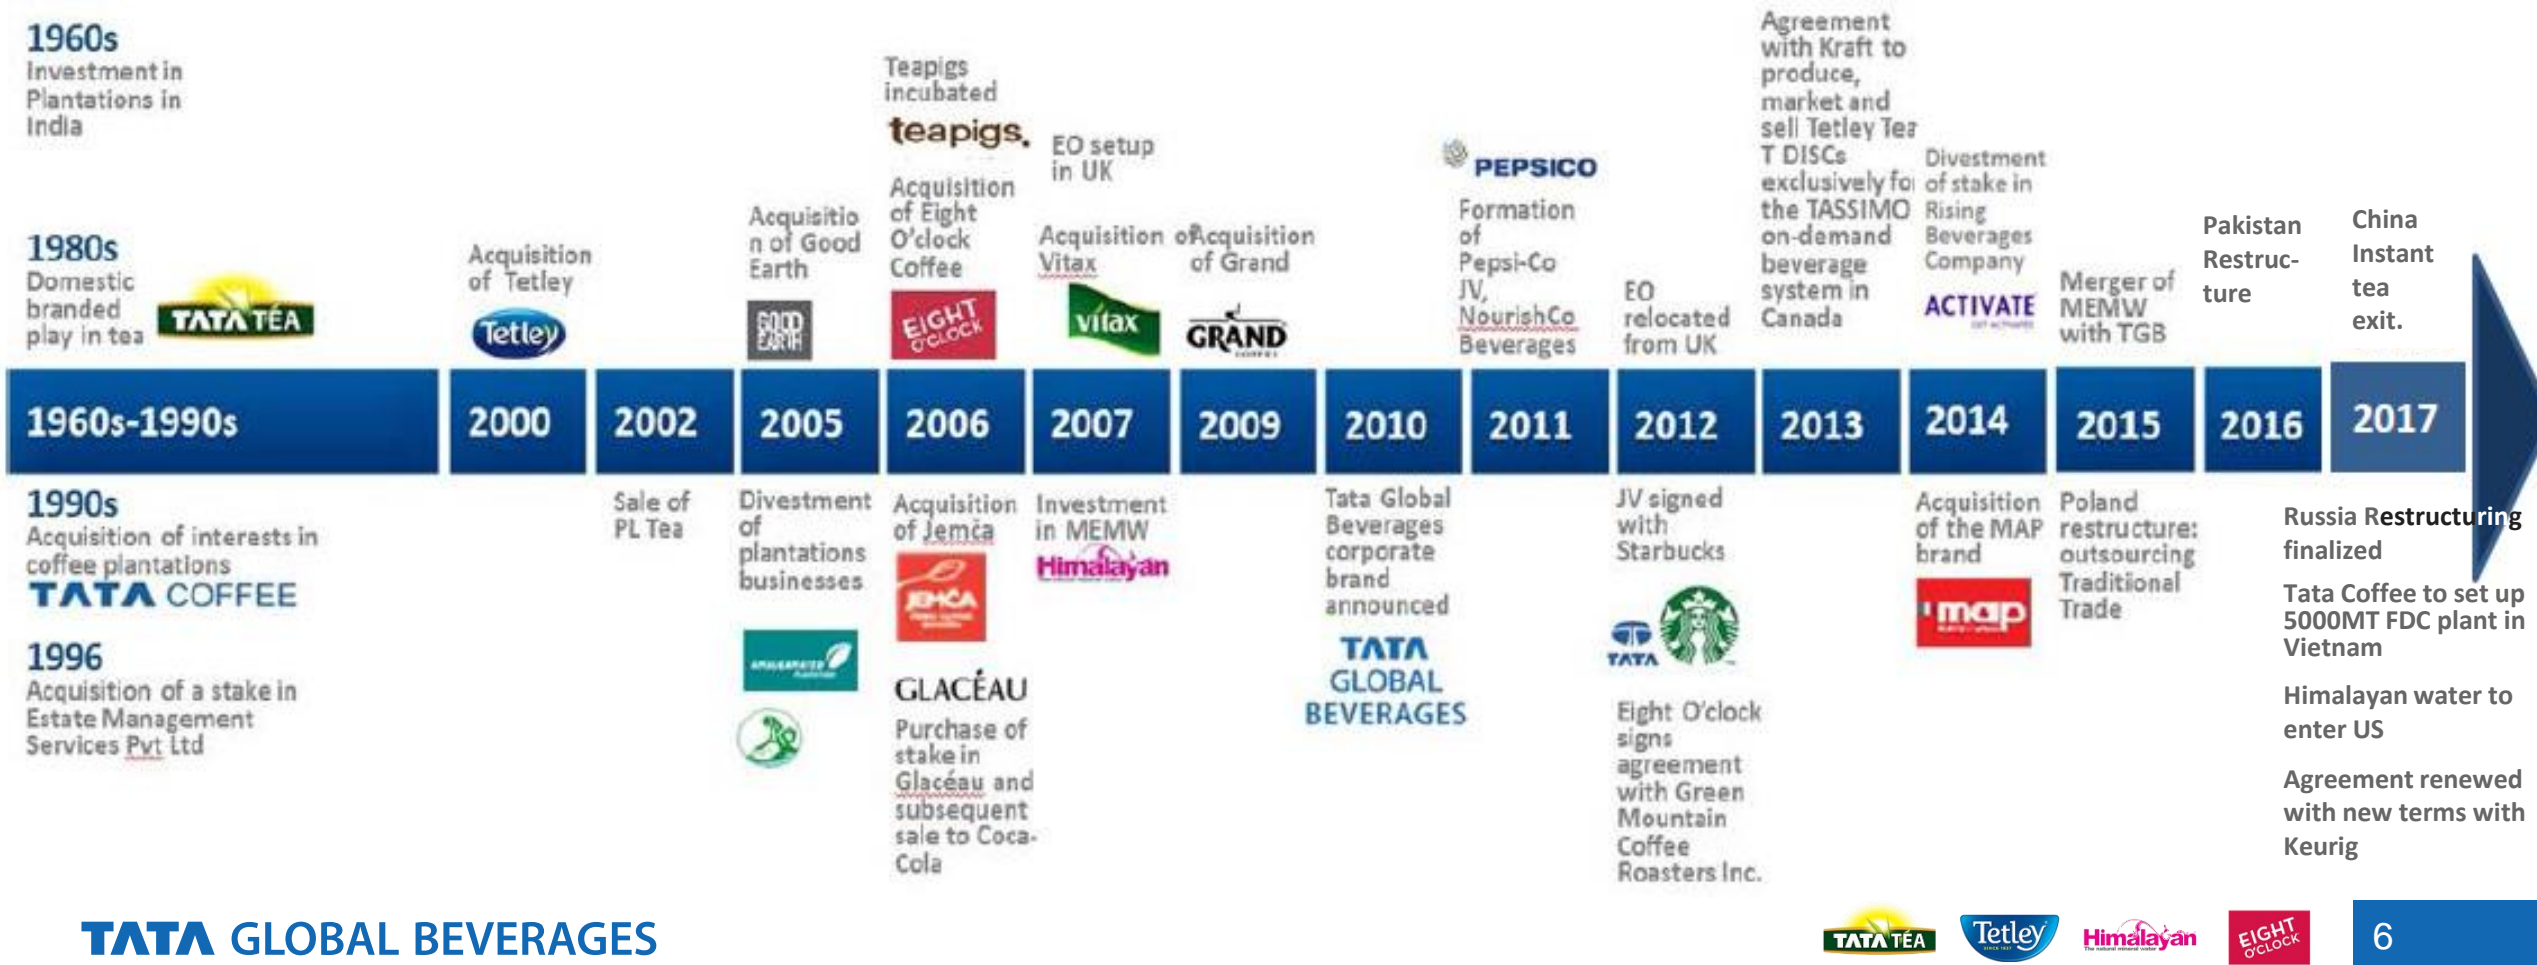 1960s
Investment in
Plantations in
India
1980s
Domestic
branded
play in tea
TATA TEA
Acquisition
of Tetley
Tetley
Acquisitio
n of Good
Earth
GOOD
EARTH
Teapigs
incubated
teapigs.
Acquisition
of Eight
O'clock
Coffee
EIGHT
O'CLOCK
EO setup
in UK
Acquisition of
Vitax
vitax
Acquisition
of Grand
GRAND
PEPSICO
Formation
of
Pepsi-Co
JV,
NourishCo
Beverages
EO
relocated
from UK
Agreement
with Kraft to
produce,
market and
sell Tetley Tea
T DISCs
exclusively for
the TASSIMO
on-demand
beverage
system in
Canada
Divestment
of stake in
Rising
Beverages
Company
ACTIVATE
Merger of
MEMW
with TGB
Pakistan
Restruc-
ture
China
Instant
tea
exit.
1960s-1990s
2000
2002
2005
2006
2007
2009
2010
2011
2012
2013
2014
2015
2016
2017
1990s
Acquisition of interests in
coffee plantations
TATA COFFEE
1996
Acquisition of a stake in
Estate Management
Services Pvt Ltd
Sale of
PL Tea
Divestment
of
plantations
businesses
AMALGAMATED
Acquisition
of Jemča
JEMČA
GLACÉAU
Purchase of
stake in
Glacéau and
subsequent
sale to Coca-
Cola
Investment
in MEMW
Himalayan
Tata Global
Beverages
corporate
brand
announced
TATA
GLOBAL
BEVERAGES
JV signed
with
Starbucks
TATA
Eight O'clock
signs
agreement
with Green
Mountain
Coffee
Roasters Inc.
Acquisition
of the MAP
brand
map
Poland
restructure:
outsourcing
Traditional
Trade
Russia Restructuring
finalized
Tata Coffee to set up
5000MT FDC plant in
Vietnam
Himalayan water to
enter US
Agreement renewed
with new terms with
Keurig
TATA GLOBAL BEVERAGES
TATA TEA
Tetley
Himalayan
The natural mineral water
EIGHT
O'CLOCK
6